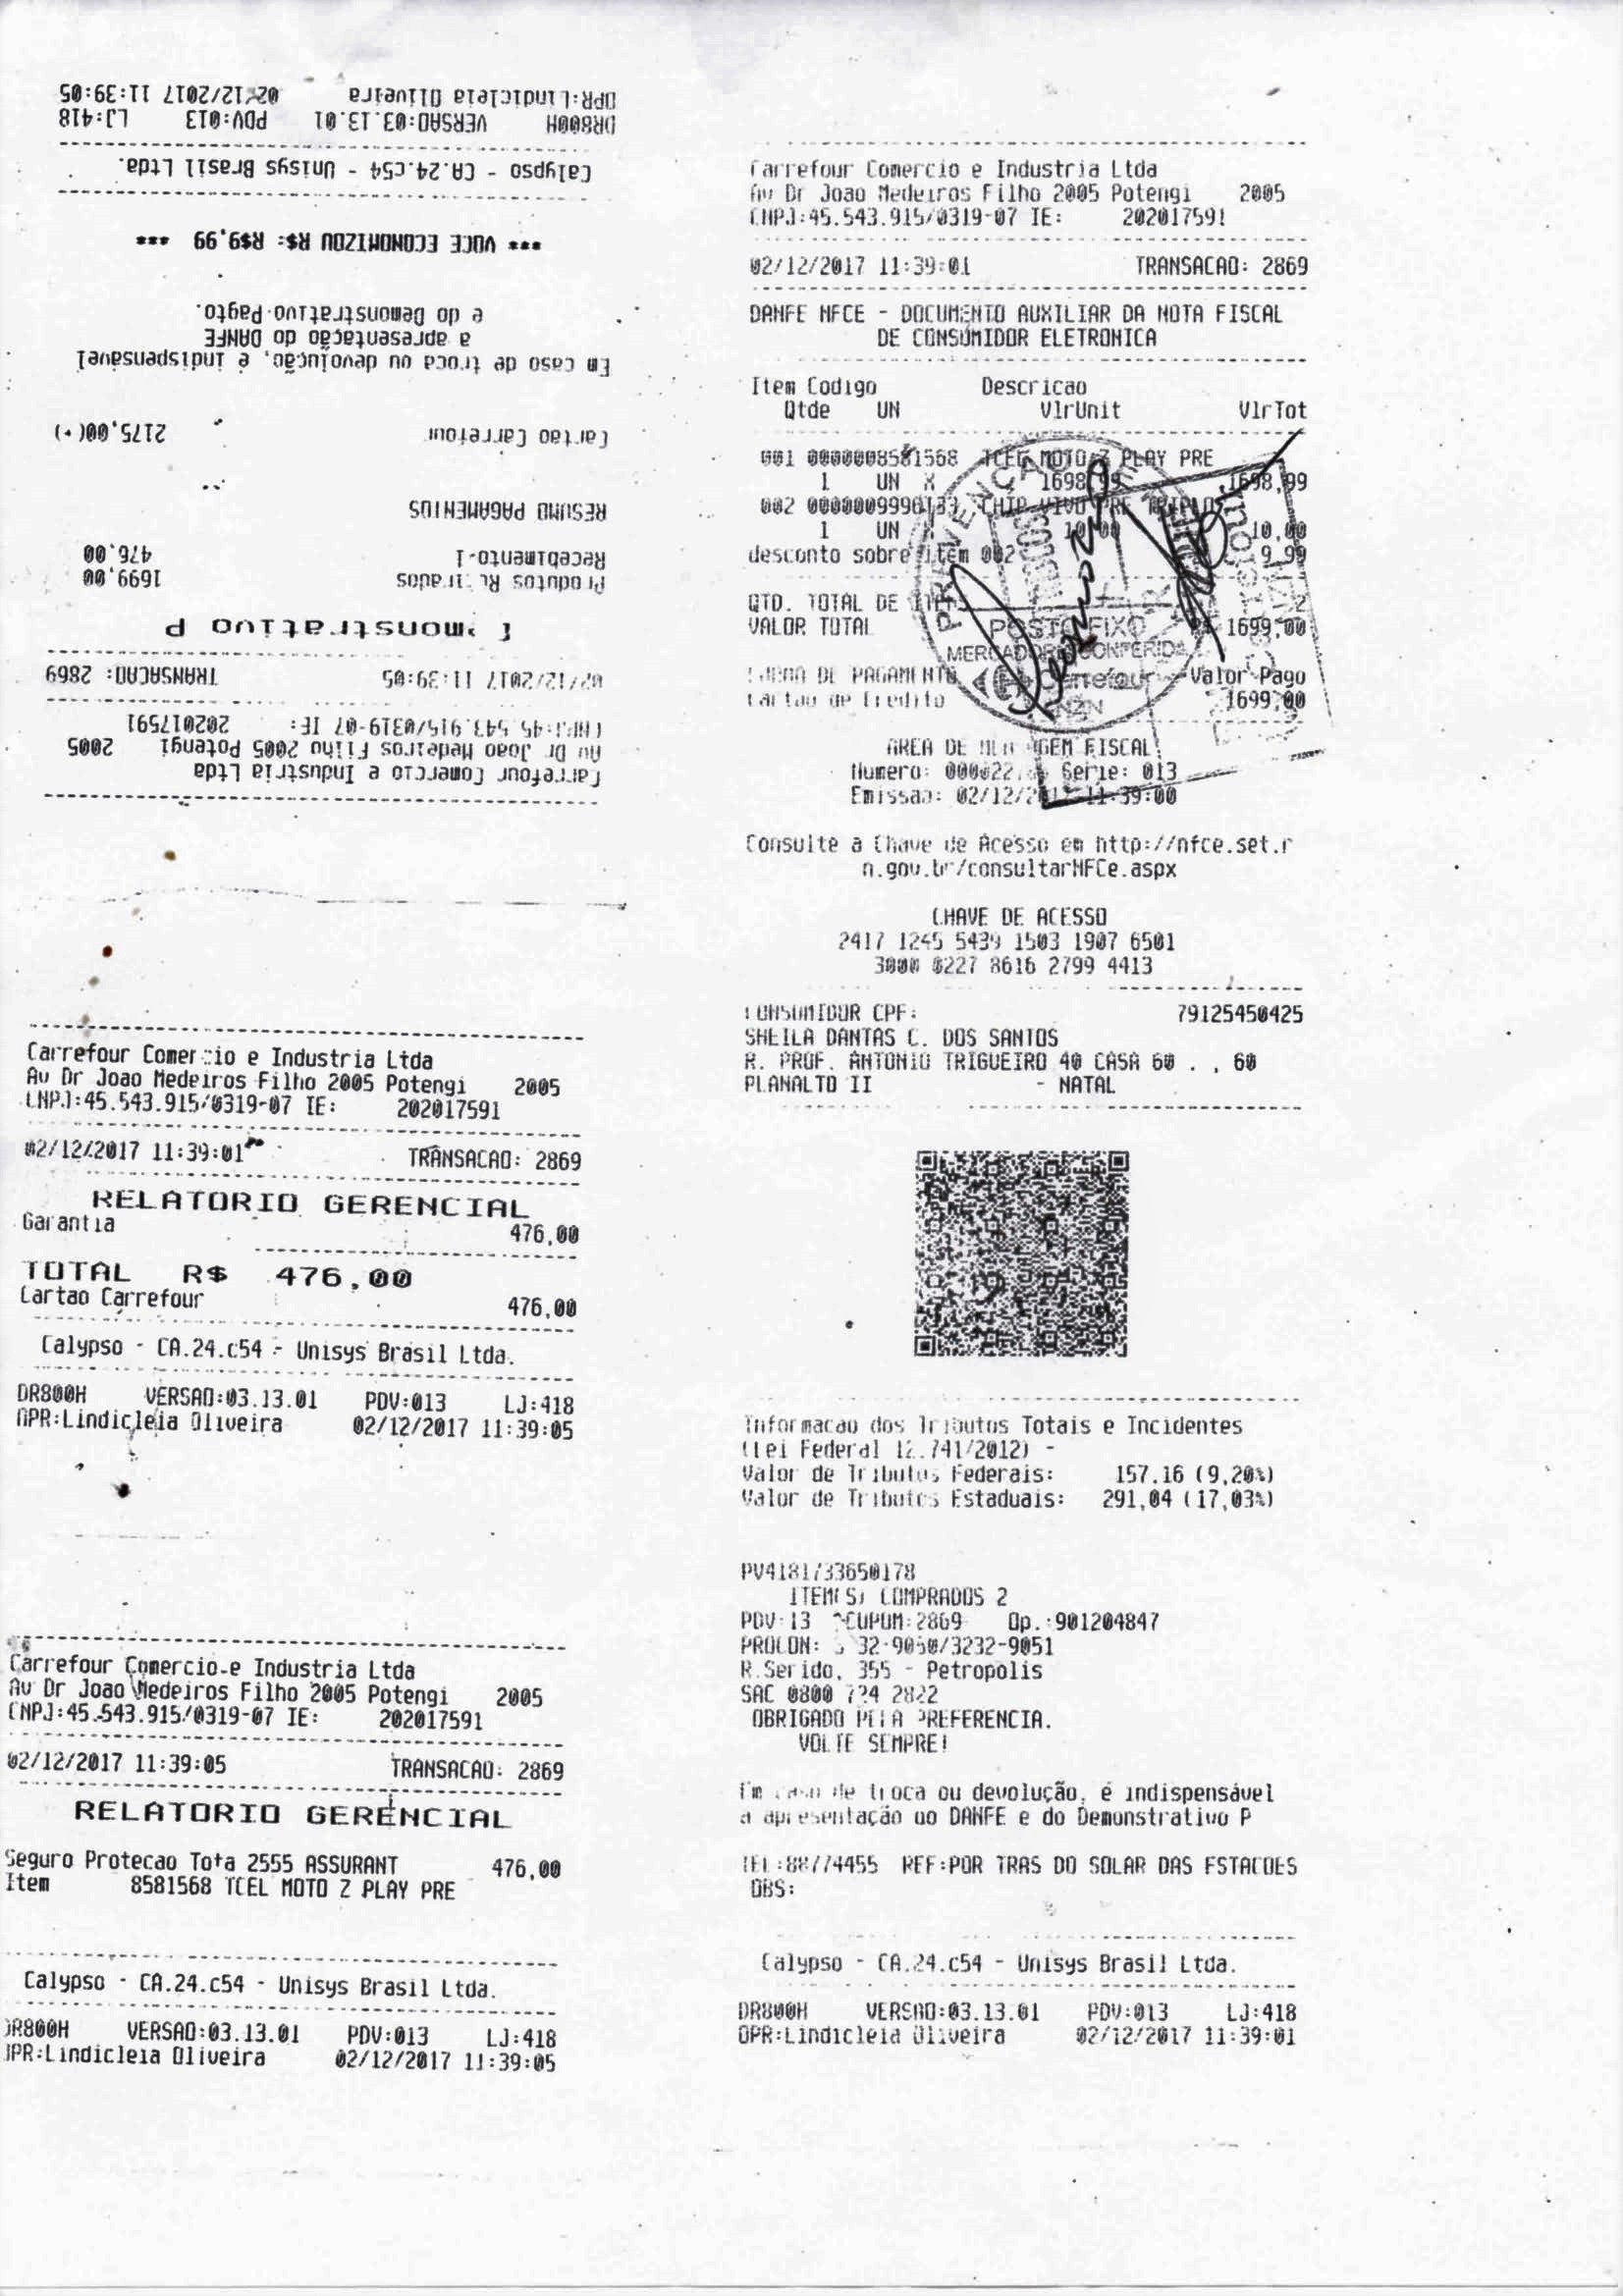 Carrefour Comercio e Industria Ltda
Av Dr Joao Medeiros Filho 2005 Potengi 2005
CNPJ:45.543.915/0319-07 IE: 202017591
02/12/2017 11:39:05 TRANSACAO: 2869
Produtos 1699,00
Recebimento-1 476,00
RESUMO PAGAMENTOS
Cartao Carrefour 2175,00(+)
Em caso de troca ou devolução, é indispensável
a apresentação do DANFE
e do Demonstrativo Pagto.
*** VOCE ECONOMIZOU R$: R$9,99 ***
Calypso - CA.24.c54 - Unisys Brasil Ltda.
DR800H VERSAO:03.13.01 PDV:013 LJ:418
OPR:Lindicleia Oliveira 02/12/2017 11:39:05
Carrefour Comercio e Industria Ltda
Av Dr Joao Medeiros Filho 2005 Potengi 2005
CNPJ:45.543.915/0319-07 IE: 202017591
02/12/2017 11:39:01 TRANSACAO: 2869
RELATORIO GERENCIAL
Garantia 476,00
TOTAL R$ 476,00
Cartao Carrefour 476,00
Calypso - CA.24.c54 - Unisys Brasil Ltda.
DR800H VERSAO:03.13.01 PDV:013 LJ:418
OPR:Lindicleia Oliveira 02/12/2017 11:39:05
Carrefour Comercio e Industria Ltda
Av Dr Joao Medeiros Filho 2005 Potengi 2005
CNPJ:45.543.915/0319-07 IE: 202017591
02/12/2017 11:39:05 TRANSACAO: 2869
RELATORIO GERENCIAL
Seguro Protecao Tota 2555 ASSURANT 476,00
Item 8581568 TCEL MOTO Z PLAY PRE
Calypso - CA.24.c54 - Unisys Brasil Ltda.
DR800H VERSAO:03.13.01 PDV:013 LJ:418
OPR:Lindicleia Oliveira 02/12/2017 11:39:05
Carrefour Comercio e Industria Ltda
Av Dr Joao Medeiros Filho 2005 Potengi 2005
CNPJ:45.543.915/0319-07 IE: 202017591
02/12/2017 11:39:01 TRANSACAO: 2869
DANFE NFCE - DOCUMENTO AUXILIAR DA NOTA FISCAL
DE CONSUMIDOR ELETRONICA
Item Codigo Descricao
Qtde UN VlrUnit VlrTot
001 0000008581568 TCEL MOTO Z PLAY PRE
1 UN X 1698,99 1698,99
002 CHIP VIVO PRE TRIPLO
1 UN X 10,00 10,00
desconto sobre item 002 9,99
QTD. TOTAL DE ITENS 2
VALOR TOTAL 1699,00
FORMA DE PAGAMENTO Valor Pago
Cartao de Credito 1699,00
POSTO FIXO
MERCADORIA CONFERIDA
Carrefour
AREA DE MENSAGEM FISCAL
Numero: Serie: 013
Emissao: 02/12/2017 11:39:00
Consulte a Chave de Acesso em http://nfce.set.r
n.gov.br/consultarNFCe.aspx
CHAVE DE ACESSO
2417 1245 5439 1503 1907 6501
3000 0227 8616 2799 4413
CONSUMIDOR CPF: 79125450425
SHEILA DANTAS C. DOS SANTOS
R. PROF. ANTONIO TRIGUEIRO 40 CASA 60 . , 60
PLANALTO II - NATAL
Informacao dos Tributos Totais e Incidentes
(Lei Federal 12.741/2012) -
Valor de Tributos Federais: 157.16 (9,20%)
Valor de Tributos Estaduais: 291,04 (17,03%)
PV4181733650178
ITEM(S) COMPRADOS 2
PDV:13 CUPOM:2869 Op.:901204847
PROCON: 32-9050/3232-9051
R.Serido, 355 - Petropolis
SAC 0800 724 2822
OBRIGADO PELA PREFERENCIA.
VOLTE SEMPRE!
Em caso de troca ou devolução, é indispensável
a apresentação do DANFE e do Demonstrativo P
TEL:88774455 REF:POR TRAS DO SOLAR DAS ESTACOES
OBS:
Calypso - CA.24.c54 - Unisys Brasil Ltda.
DR800H VERSAO:03.13.01 PDV:013 LJ:418
OPR:Lindicleia Oliveira 02/12/2017 11:39:01